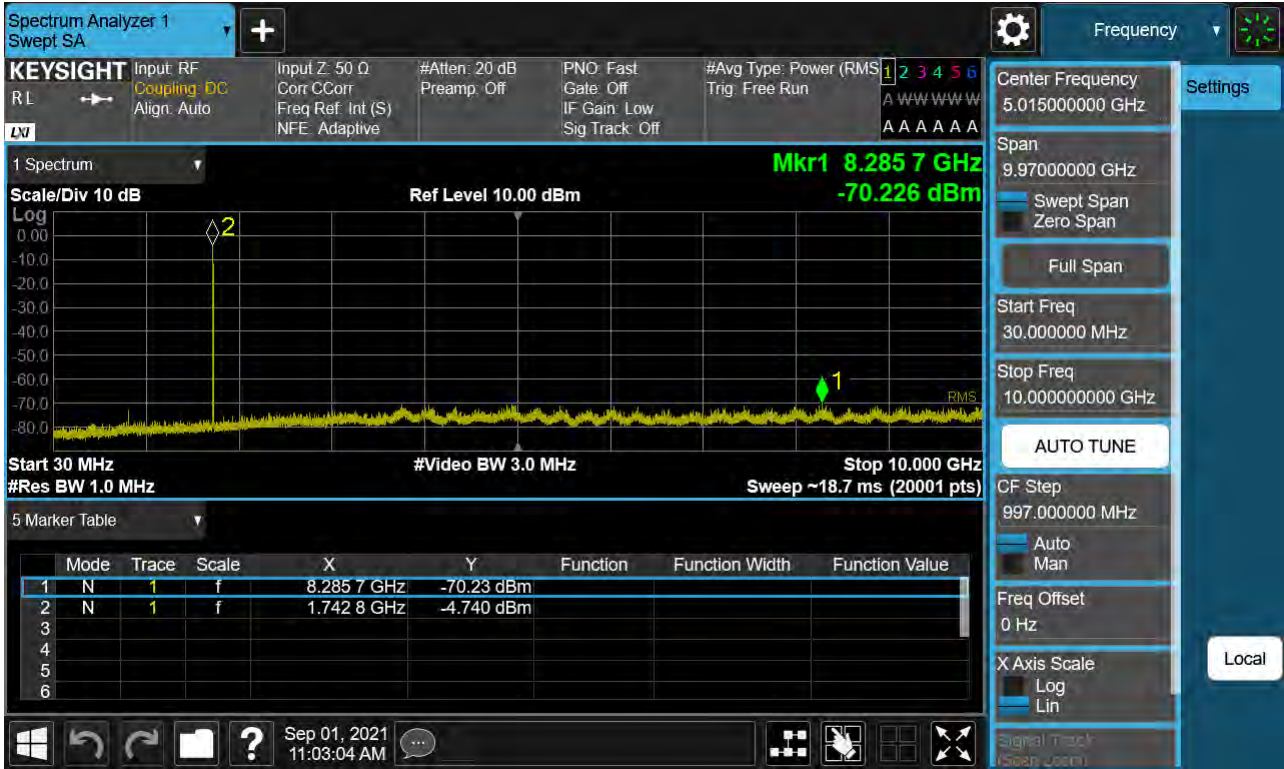 Spectrum Analyzer 1
Swept SA
Frequency
KEYSIGHT
RL
LXI
Input: RF
Coupling: DC
Align: Auto
Input Z: 50 Ω
Corr CCorr
Freq Ref: Int (S)
NFE: Adaptive
#Atten: 20 dB
Preamp: Off
PNO: Fast
Gate: Off
IF Gain: Low
Sig Track: Off
#Avg Type: Power (RMS
Trig: Free Run
1 2 3 4 5 6
A W W W W W
A A A A A A
1 Spectrum
Mkr1 8.285 7 GHz
Scale/Div 10 dB
Ref Level 10.00 dBm
-70.226 dBm
Log
0.00
-10.0
-20.0
-30.0
-40.0
-50.0
-60.0
-70.0
-80.0
2
1
RMS
Start 30 MHz
#Video BW 3.0 MHz
Stop 10.000 GHz
#Res BW 1.0 MHz
Sweep ~18.7 ms (20001 pts)
5 Marker Table
Mode Trace Scale X Y Function Function Width Function Value
1 N 1 f 8.285 7 GHz -70.23 dBm
2 N 1 f 1.742 8 GHz -4.740 dBm
3
4
5
6
Sep 01, 2021
11:03:04 AM
Center Frequency
5.015000000 GHz
Settings
Span
9.97000000 GHz
Swept Span
Zero Span
Full Span
Start Freq
30.000000 MHz
Stop Freq
10.000000000 GHz
AUTO TUNE
CF Step
997.000000 MHz
Auto
Man
Freq Offset
0 Hz
X Axis Scale
Log
Lin
Local
Signal Track
(Span Zoom)